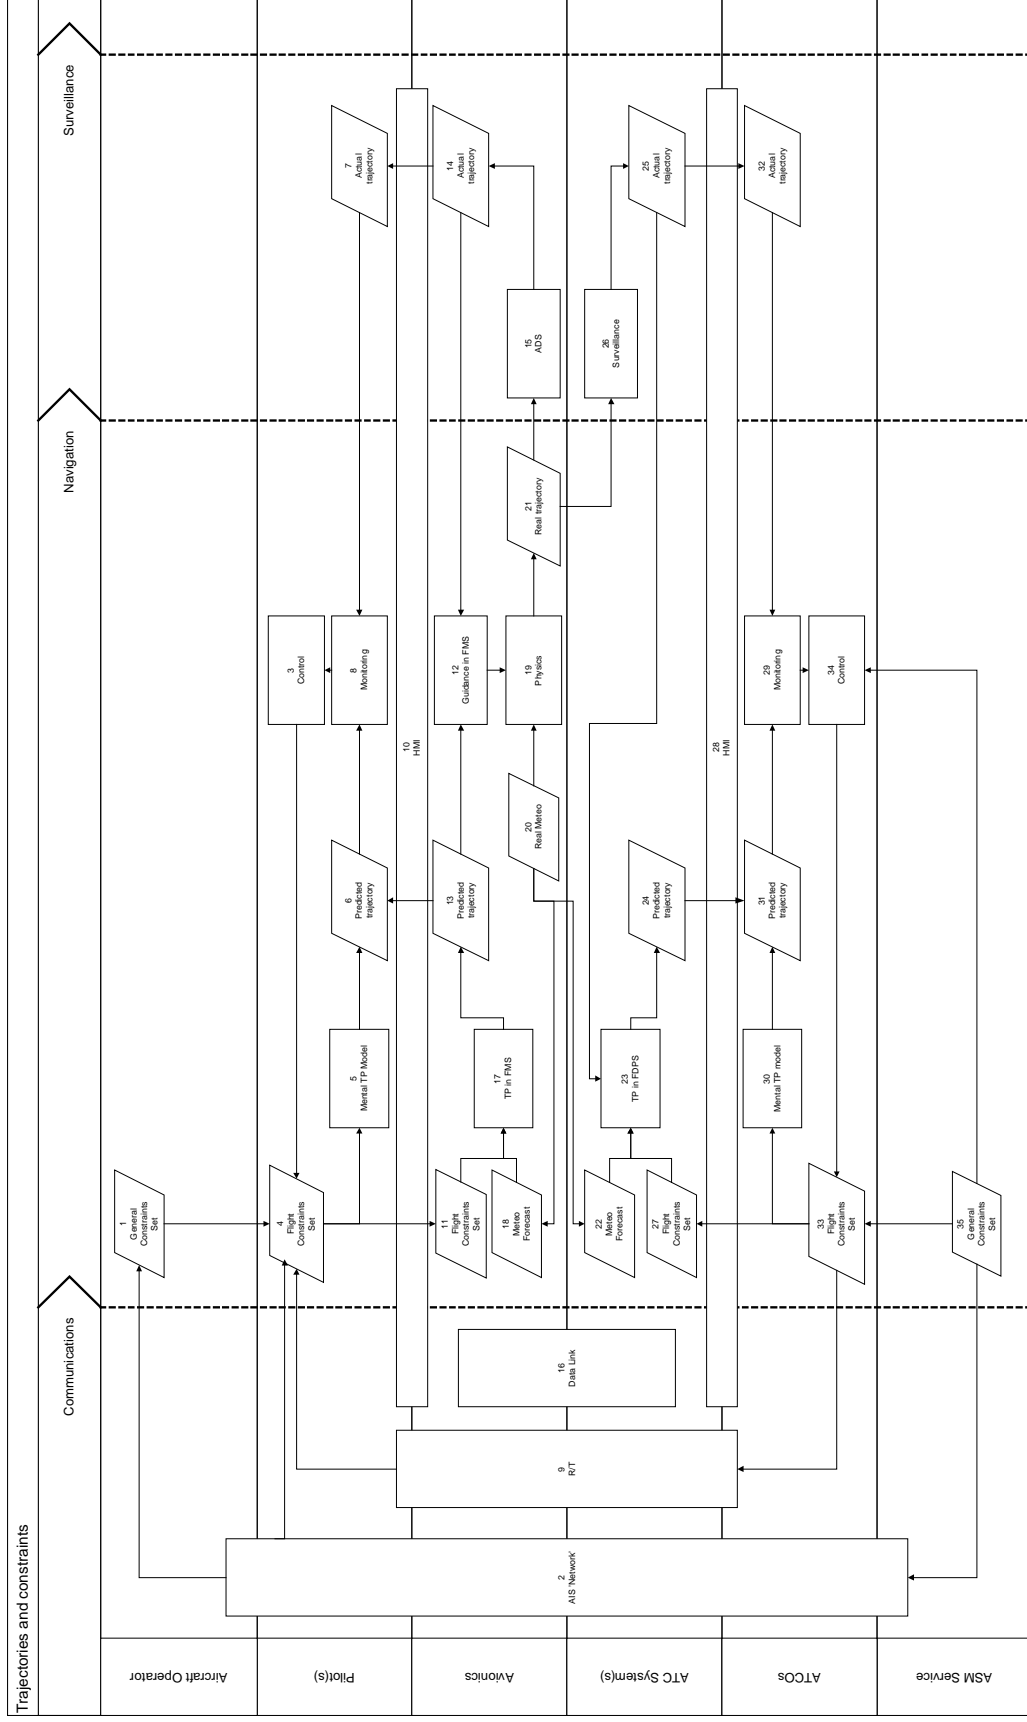 Trajectories and constraints
Communications
Navigation
Surveillance
Aircraft Operator
Pilot(s)
Avionics
ATC System(s)
ATCOs
ASM Service
1
General
Constraints
Set
2
AIS 'Network'
3
Control
4
Flight
Constraints
Set
5
Mental TP Model
6
Predicted
trajectory
7
Actual
trajectory
8
Monitoring
9
R/T
10
HMI
11
Flight
Constraints
Set
12
Guidance in FMS
13
Predicted
trajectory
14
Actual
trajectory
15
ADS
16
Data Link
17
TP in FMS
18
Meteo
Forecast
19
Physics
20
Real Meteo
21
Real trajectory
22
Meteo
Forecast
23
TP in FDPS
24
Predicted
trajectory
25
Actual
trajectory
26
Surveillance
27
Flight
Constraints
Set
28
HMI
29
Monitoring
30
Mental TP model
31
Predicted
trajectory
32
Actual
trajectory
33
Flight
Constraints
Set
34
Control
35
General
Constraints
Set